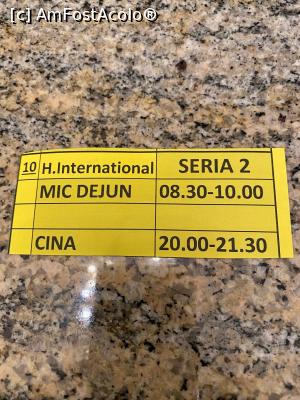 [c] AmFostAcolo®
10 H.International SERIA 2
MIC DEJUN 08.30-10.00
CINA 20.00-21.30